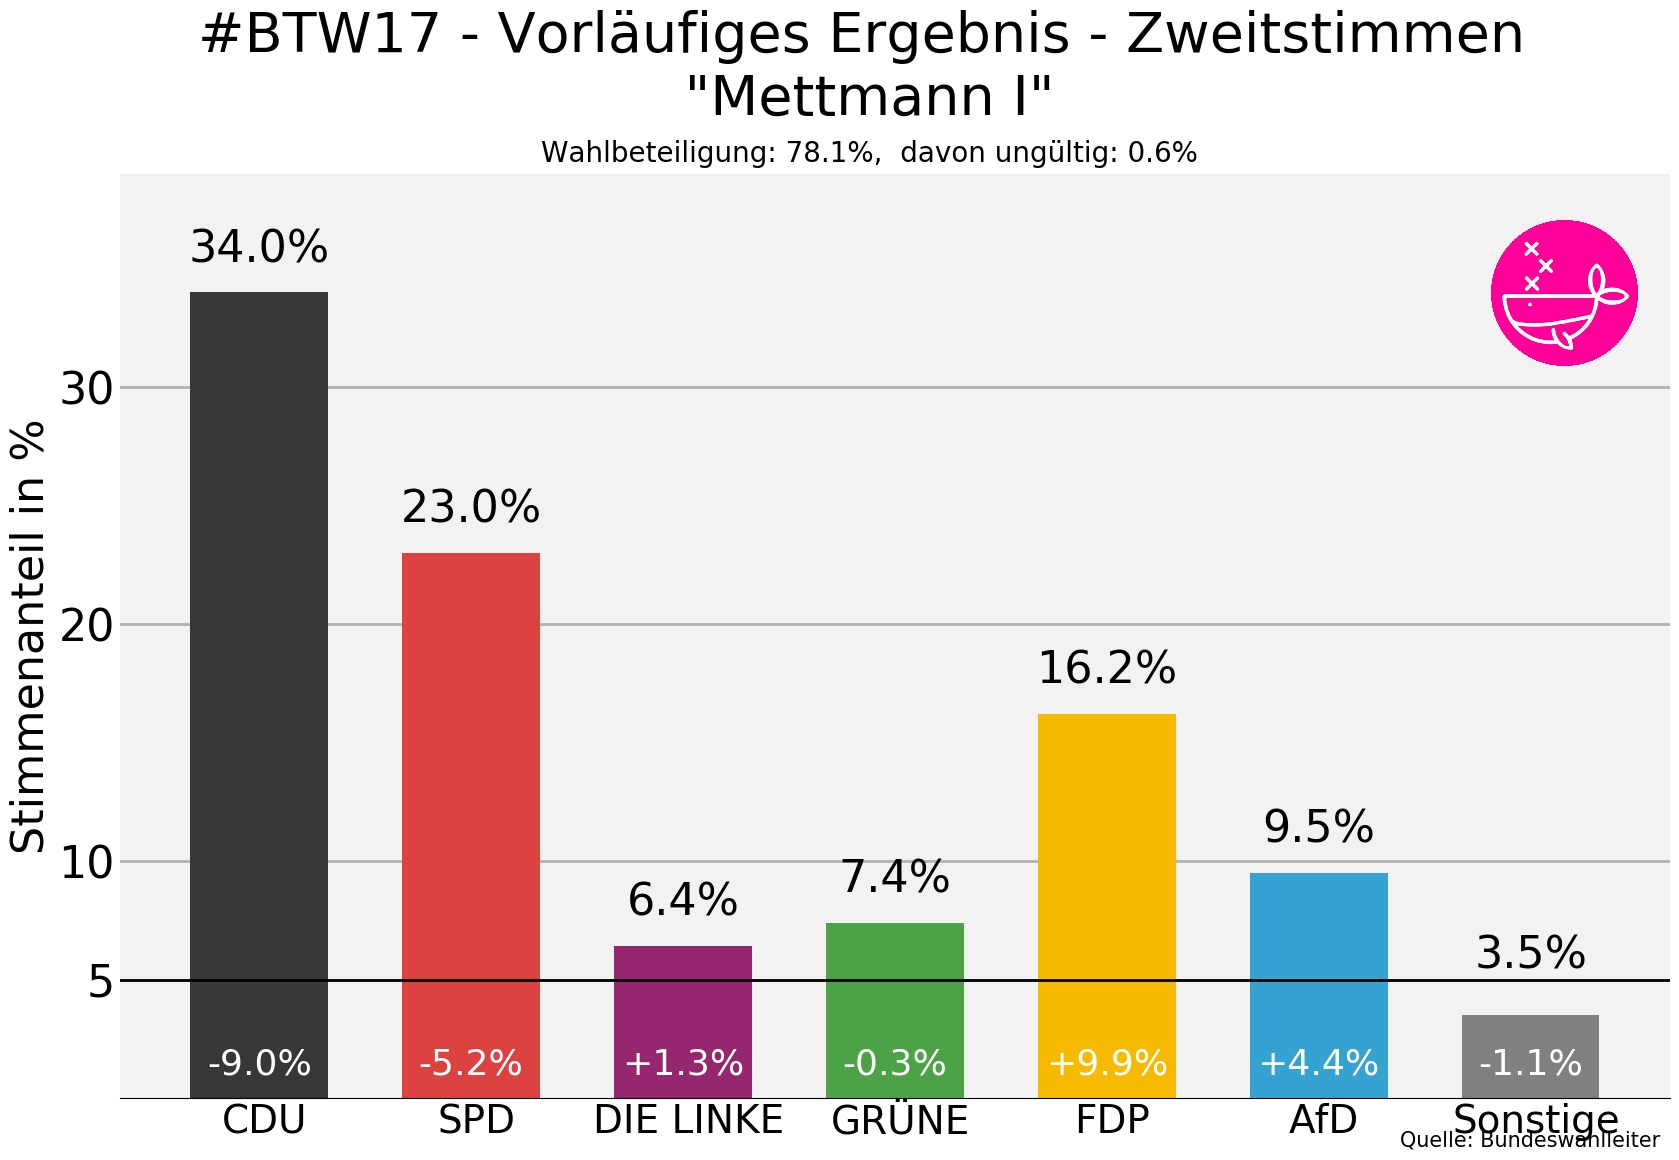 #BTW17 - Vorläufiges Ergebnis - Zweitstimmen
"Mettmann I"
Wahlbeteiligung: 78.1%,  davon ungültig: 0.6%
Stimmenanteil in %
30
20
10
5
34.0%
23.0%
6.4%
7.4%
16.2%
9.5%
3.5%
-9.0%
-5.2%
+1.3%
-0.3%
+9.9%
+4.4%
-1.1%
CDU
SPD
DIE LINKE
GRÜNE
FDP
AfD
Sonstige
Quelle: Bundeswahlleiter